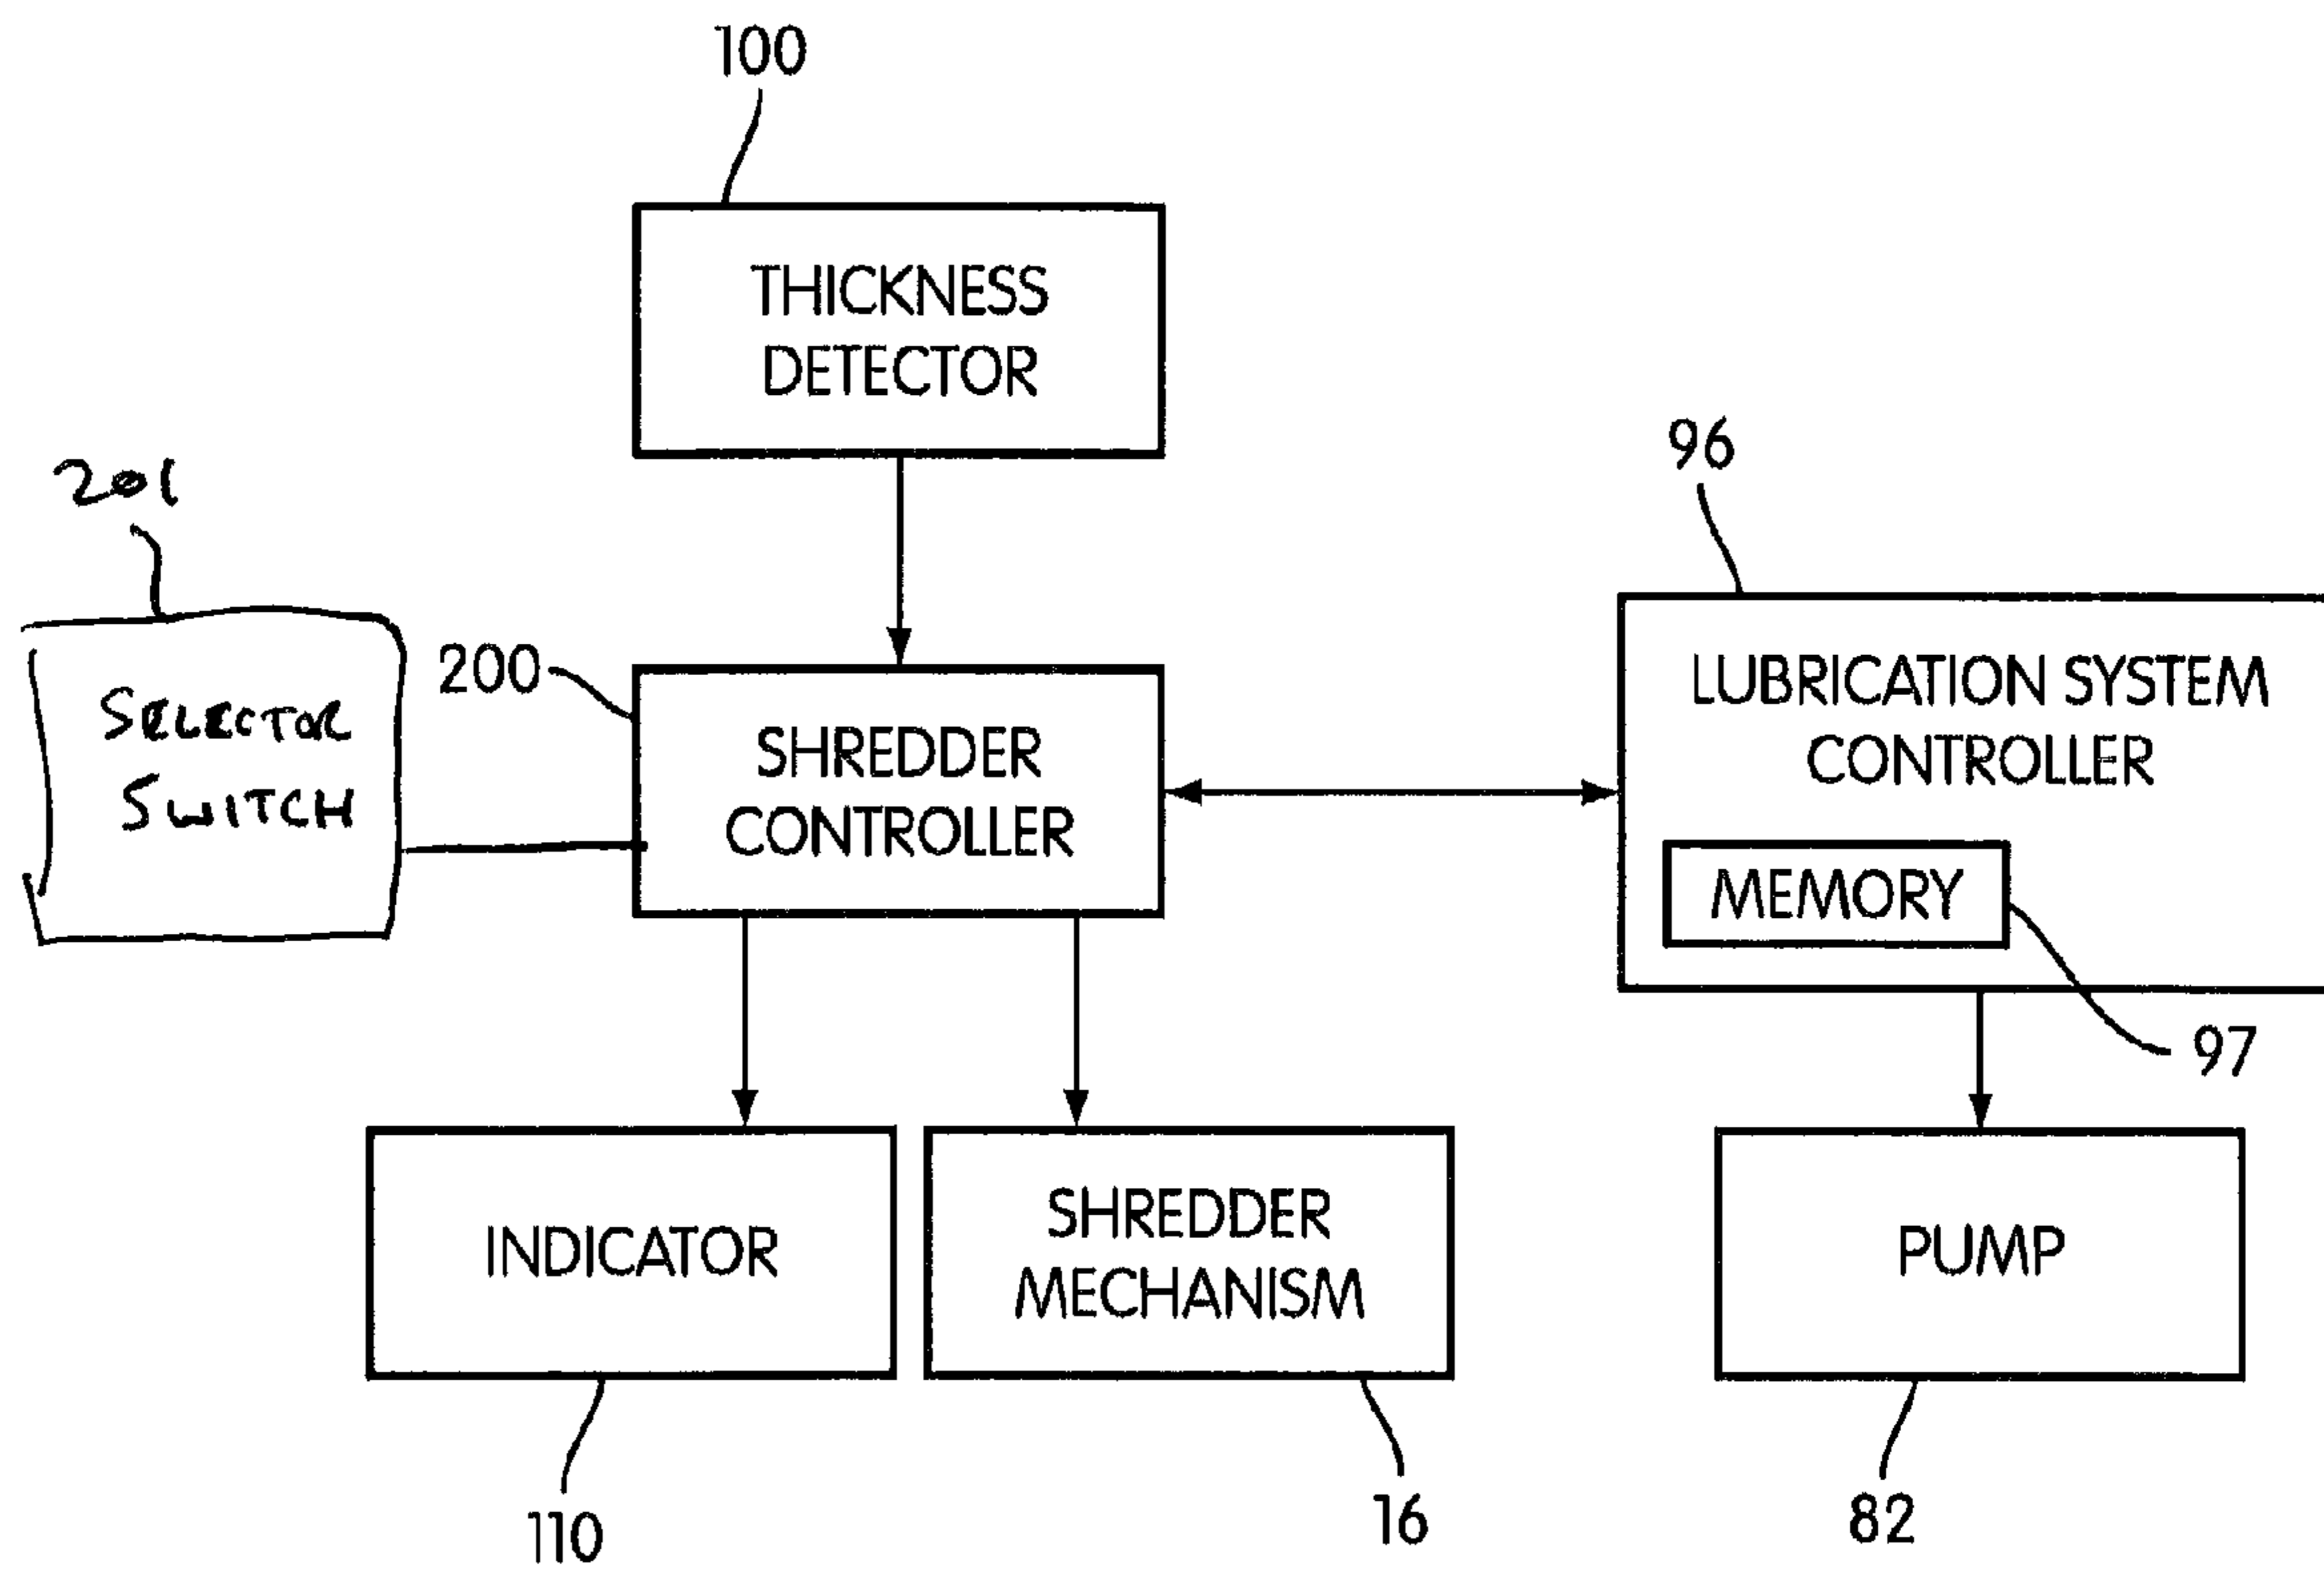 100
THICKNESS
DETECTOR
96
201
200
SELECTOR
SWITCH
SHREDDER
CONTROLLER
LUBRICATION SYSTEM
CONTROLLER
MEMORY
97
INDICATOR
SHREDDER
MECHANISM
PUMP
110
16
82